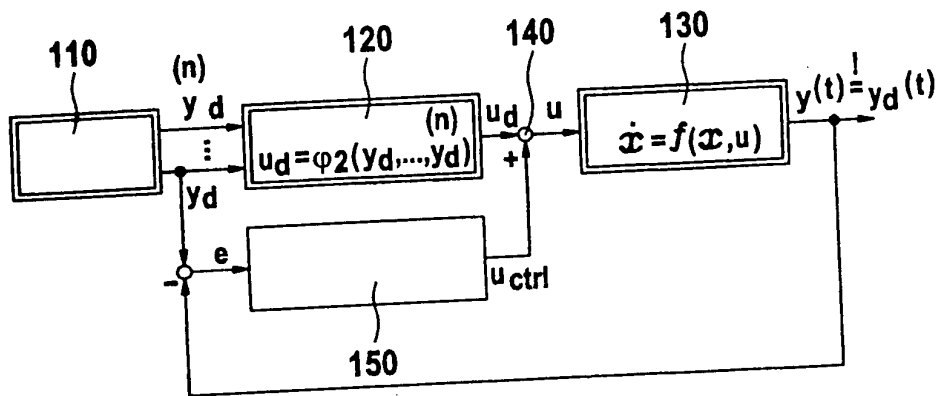 110
120
140
130
(n)
y d
⋮
y_d
u_d=φ2(y_d,...,y_d)
(n)
u_d
+
u
ẋ=f(x,u)
y(t)=! y_d(t)
-
e
u_ctrl
150